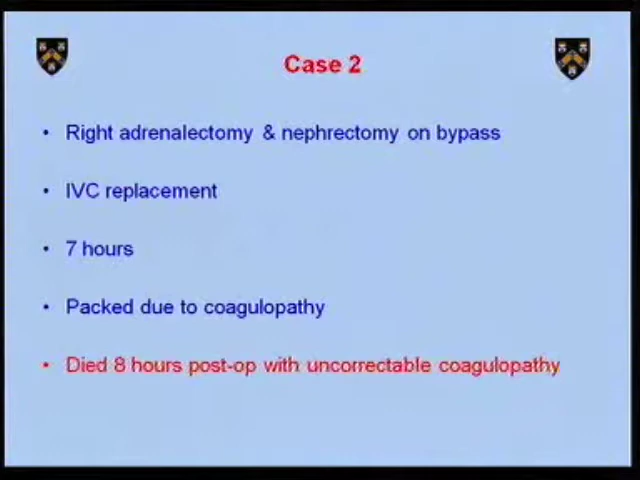 Case 2
• Right adrenalectomy & nephrectomy on bypass
• IVC replacement
• 7 hours
• Packed due to coagulopathy
• Died 8 hours post-op with uncorrectable coagulopathy